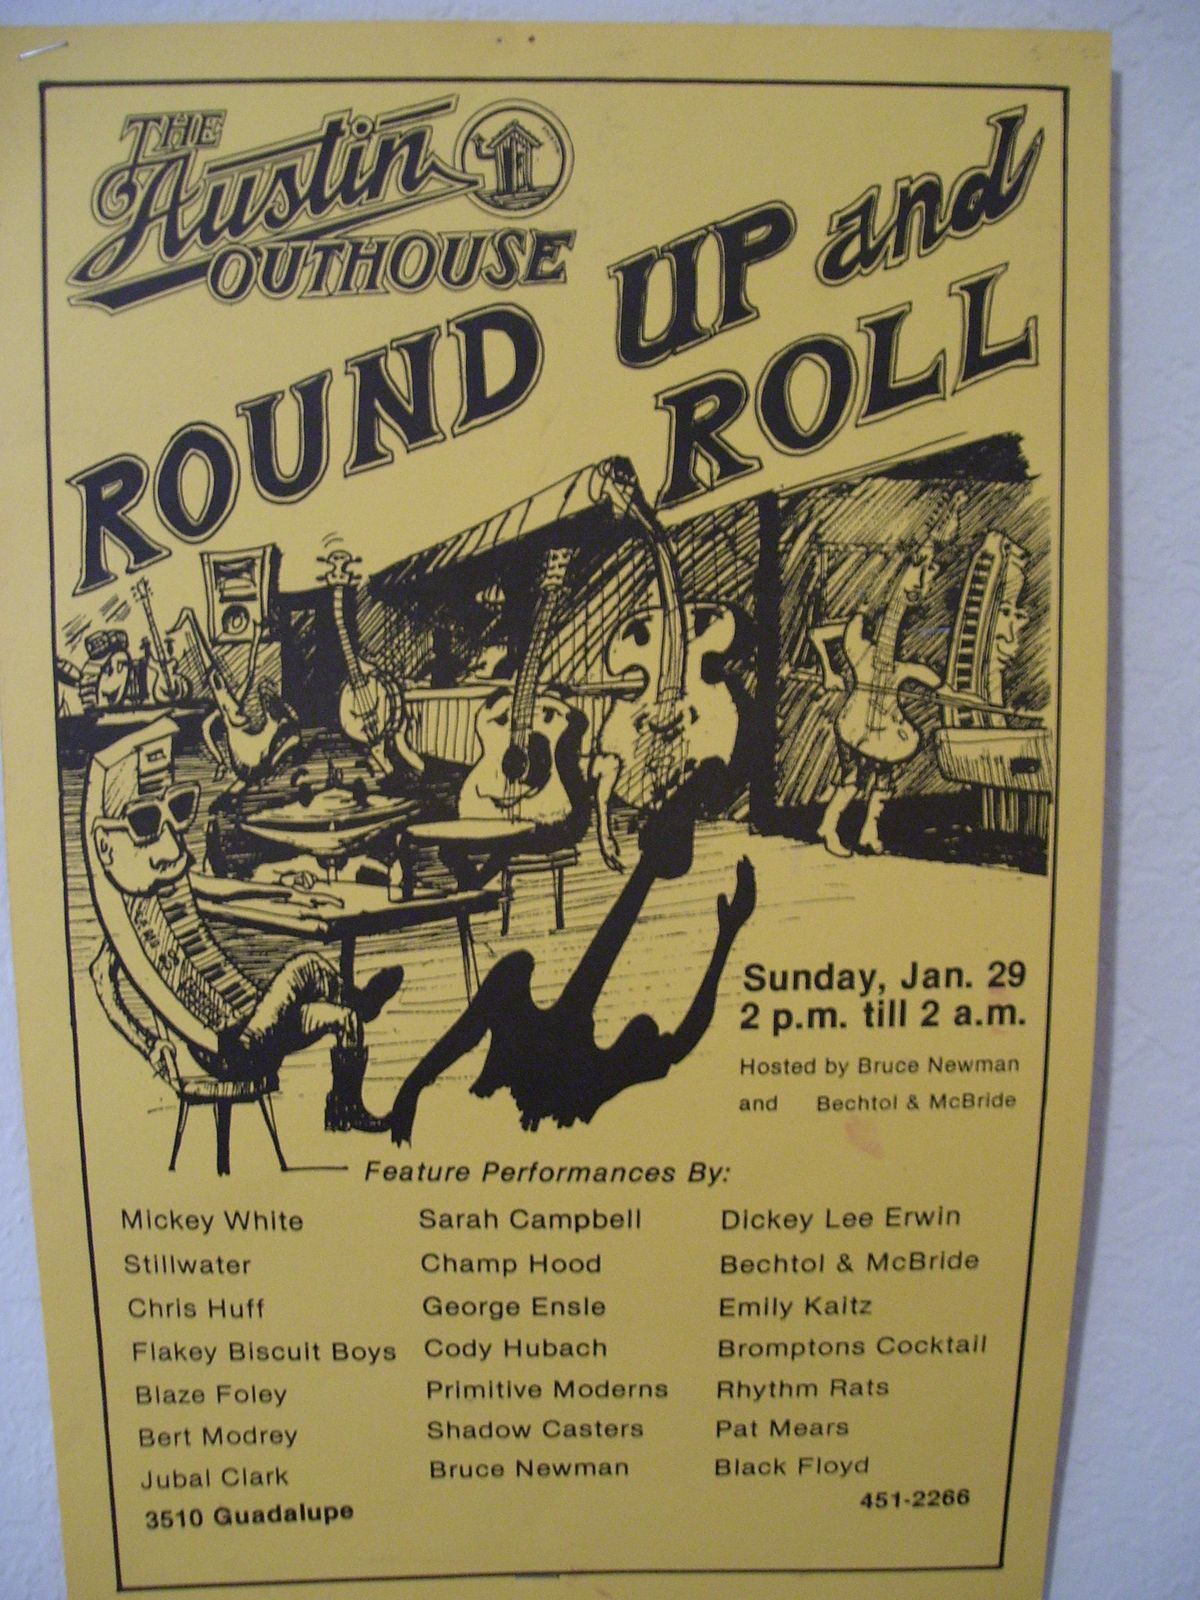 THE
Austin
OUTHOUSE
ROUND UP and
ROLL
Sunday, Jan. 29
2 p.m. till 2 a.m.
Hosted by Bruce Newman
and Bechtol & McBride
Feature Performances By:
Mickey White
Stillwater
Chris Huff
Flakey Biscuit Boys
Blaze Foley
Bert Modrey
Jubal Clark
Sarah Campbell
Champ Hood
George Ensle
Cody Hubach
Primitive Moderns
Shadow Casters
Bruce Newman
Dickey Lee Erwin
Bechtol & McBride
Emily Kaitz
Bromptons Cocktail
Rhythm Rats
Pat Mears
Black Floyd
3510 Guadalupe
451-2266